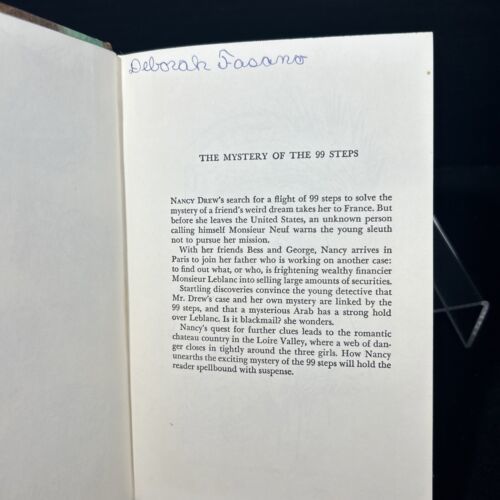 Deborah Fasano
THE MYSTERY OF THE 99 STEPS
NANCY DREW'S search for a flight of 99 steps to solve the
mystery of a friend's weird dream takes her to France. But
before she leaves the United States, an unknown person
calling himself Monsieur Neuf warns the young sleuth
not to pursue her mission.
With her friends Bess and George, Nancy arrives in
Paris to join her father who is working on another case:
to find out what, or who, is frightening wealthy financier
Monsieur Leblanc into selling large amounts of securities.
Startling discoveries convince the young detective that
Mr. Drew's case and her own mystery are linked by the
99 steps, and that a mysterious Arab has a strong hold
over Leblanc. Is it blackmail? she wonders.
Nancy's quest for further clues leads to the romantic
chateau country in the Loire Valley, where a web of dan-
ger closes in tightly around the three girls. How Nancy
unearths the exciting mystery of the 99 steps will hold the
reader spellbound with suspense.